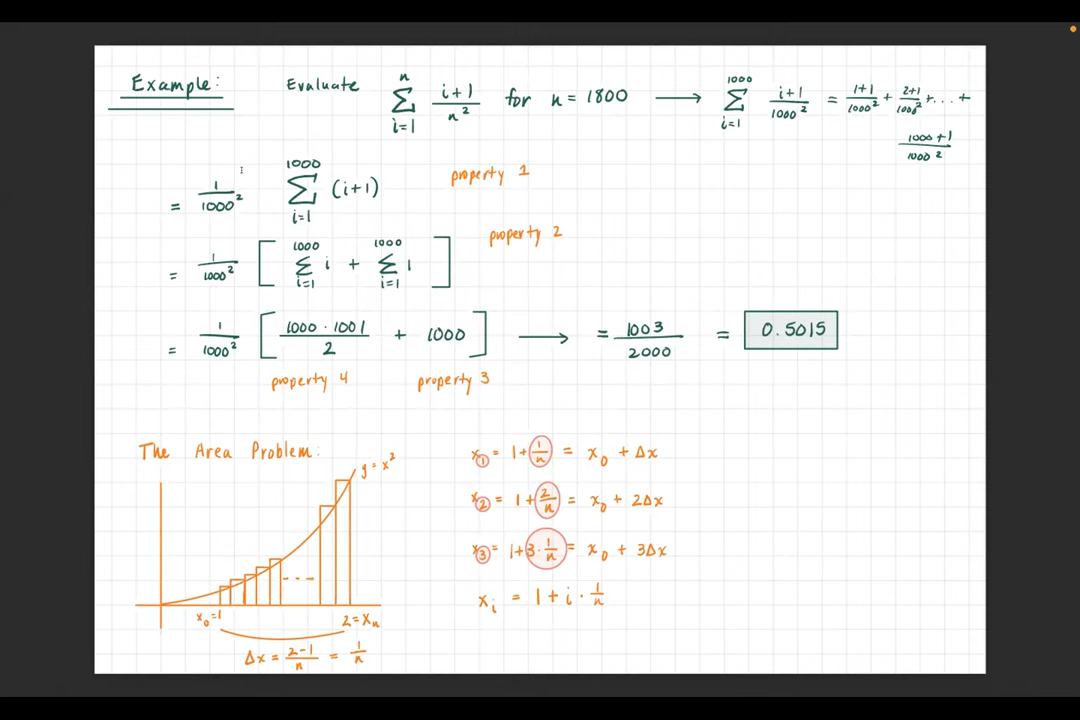 Example: Evaluate n ∑ i=1 i+1/n² for n = 1800 → 1000 ∑ i=1 i+1/1000² = 1+1/1000² + 2+1/1000² + ... +
1000+1/1000²
= 1/1000² 1000 ∑ i=1 (i+1) property 1
property 2
= 1/1000² [ 1000 ∑ i=1 i + 1000 ∑ i=1 1 ]
= 1/1000² [ 1000 · 1001/2 + 1000 ] → = 1003/2000 = 0.5015
property 4 property 3
The Area Problem:
y = x²
x₀ = 1
2 = xₙ
Δx = 2-1/n = 1/n
x₁ = 1 + 1/n = x₀ + Δx
x₂ = 1 + 2/n = x₀ + 2Δx
x₃ = 1 + 3 · 1/n = x₀ + 3Δx
xᵢ = 1 + i · 1/n